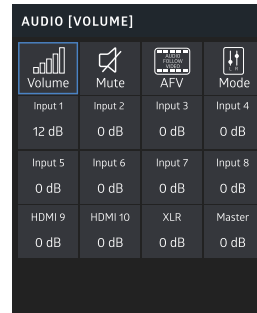 AUDIO [VOLUME]
AUDIO
FOLLOW
VIDEO
L R
Volume Mute AFV Mode
Input 1 Input 2 Input 3 Input 4
12 dB 0 dB 0 dB 0 dB
Input 5 Input 6 Input 7 Input 8
0 dB 0 dB 0 dB 0 dB
HDMI 9 HDMI 10 XLR Master
0 dB 0 dB 0 dB 0 dB